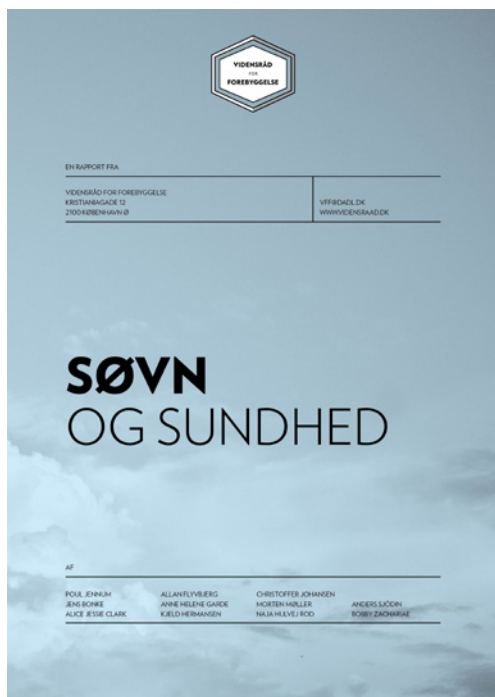 VIDENSRÅD
FOR
FOREBYGGELSE
EN RAPPORT FRA
VIDENSRÅD FOR FOREBYGGELSE
KRISTIANIAGADE 12
2100 KØBENHAVN Ø
VFF@DADL.DK
WWW.VIDENSRAAD.DK
SØVN
OG SUNDHED
AF
POUL JENNUM
JENS BONKE
ALICE JESSIE CLARK
ALLAN FLYVBJERG
ANNE HELENE GARDE
KJELD HERMANSEN
CHRISTOFFER JOHANSEN
MORTEN MØLLER
NAJA HULVEJ ROD
ANDERS SJÖDIN
BOBBY ZACHARIAE